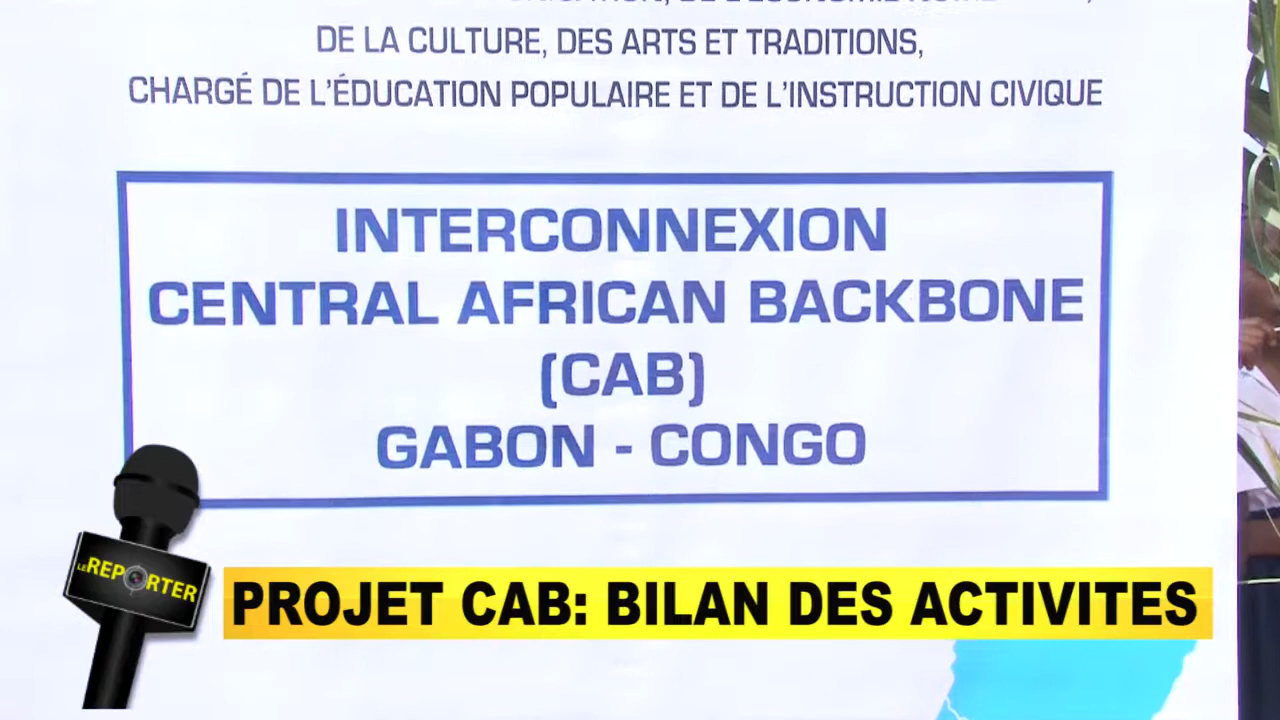 DE LA CULTURE, DES ARTS ET TRADITIONS,
CHARGÉ DE L'ÉDUCATION POPULAIRE ET DE L'INSTRUCTION CIVIQUE
INTERCONNEXION
CENTRAL AFRICAN BACKBONE
(CAB)
GABON - CONGO
LE REPORTER
PROJET CAB: BILAN DES ACTIVITES